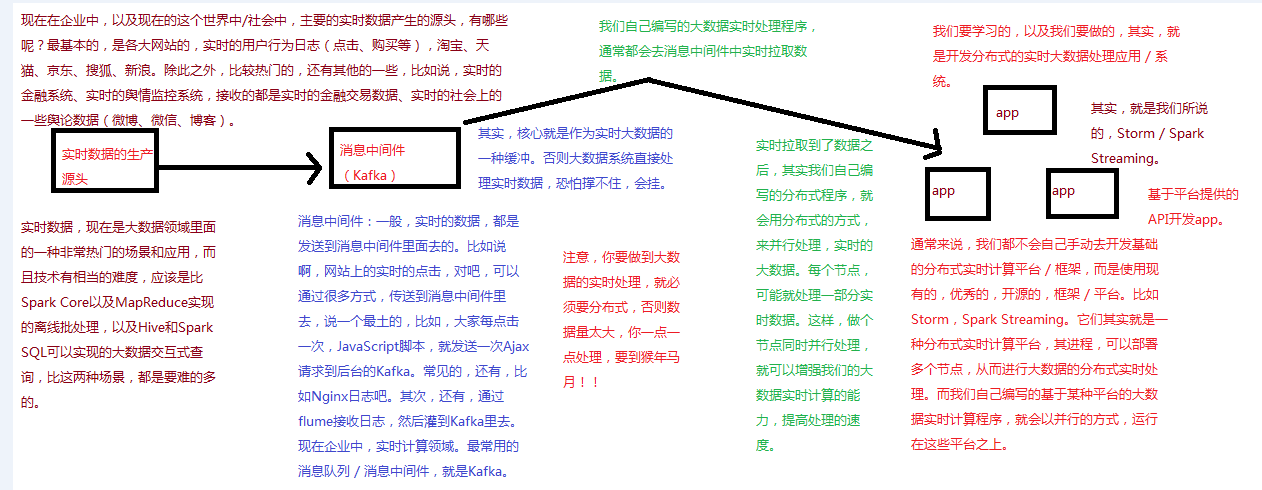 现在在企业中，以及现在的这个世界中/社会中，主要的实时数据产生的源头，有哪些
呢？最基本的，是各大网站的，实时的用户行为日志（点击、购买等），淘宝、天
猫、京东、搜狐、新浪。除此之外，比较热门的，还有其他的一些，比如说，实时的
金融系统、实时的舆情监控系统，接收的都是实时的金融交易数据、实时的社会上的
一些舆论数据（微博、微信、博客）。
实时数据的生产
源头
实时数据，现在是大数据领域里面
的一种非常热门的场景和应用，而
且技术有相当的难度，应该是比
Spark Core以及MapReduce实现
的离线批处理，以及Hive和Spark
SQL可以实现的大数据交互式查
询，比这两种场景，都是要难的多
的。
消息中间件
（Kafka）
消息中间件：一般，实时的数据，都是
发送到消息中间件里面去的。比如说
啊，网站上的实时的点击，对吧，可以
通过很多方式，传送到消息中间件里
去，说一个最土的，比如，大家每点击
一次，JavaScript脚本，就发送一次Ajax
请求到后台的Kafka。常见的，还有，比
如Nginx日志吧。其次，还有，通过
flume接收日志，然后灌到Kafka里去。
现在企业中，实时计算领域。最常用的
消息队列 / 消息中间件，就是Kafka。
其实，核心就是作为实时大数据的
一种缓冲。否则大数据系统直接处
理实时数据，恐怕撑不住，会挂。
我们自己编写的大数据实时处理程序，
通常都会去消息中间件中实时拉取数
据。
注意，你要做到大数
据的实时处理，就必
须要分布式，否则数
据量太大，你一点一
点处理，要到猴年马
月！！
实时拉取到了数据之
后，其实我们自己编
写的分布式程序，就
会用分布式的方式，
来并行处理，实时的
大数据。每个节点，
可能就处理一部分实
时数据。这样，做个
节点同时并行处理，
就可以增强我们的大
数据实时计算的能
力，提高处理的速
度。
我们要学习的，以及我们要做的，其实，就
是开发分布式的实时大数据处理应用 / 系
统。
app
其实，就是我们所说
的，Storm / Spark
Streaming。
app
app
基于平台提供的
API开发app。
通常来说，我们都不会自己手动去开发基础
的分布式实时计算平台 / 框架，而是使用现
有的，优秀的，开源的，框架 / 平台。比如
Storm，Spark Streaming。它们其实就是一
种分布式实时计算平台，其进程，可以部署
多个节点，从而进行大数据的分布式实时处
理。而我们自己编写的基于某种平台的大数
据实时计算程序，就会以并行的方式，运行
在这些平台之上。